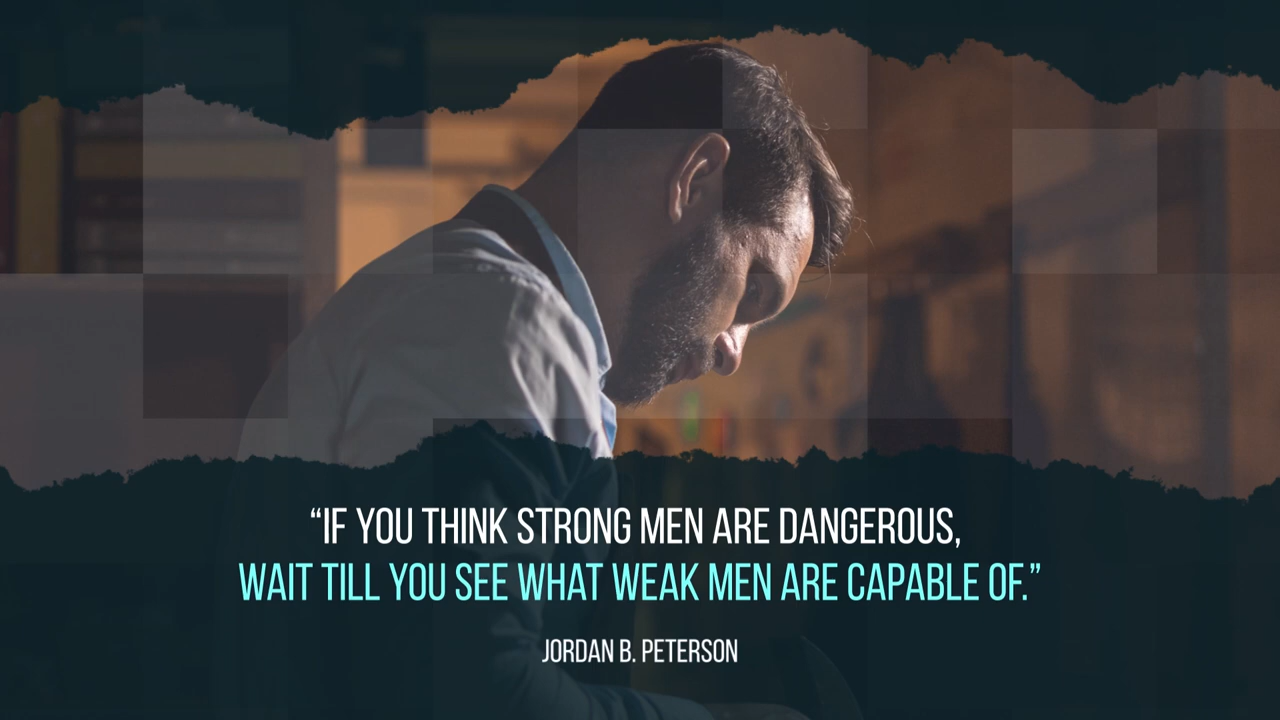 “IF YOU THINK STRONG MEN ARE DANGEROUS,
WAIT TILL YOU SEE WHAT WEAK MEN ARE CAPABLE OF.”
JORDAN B. PETERSON